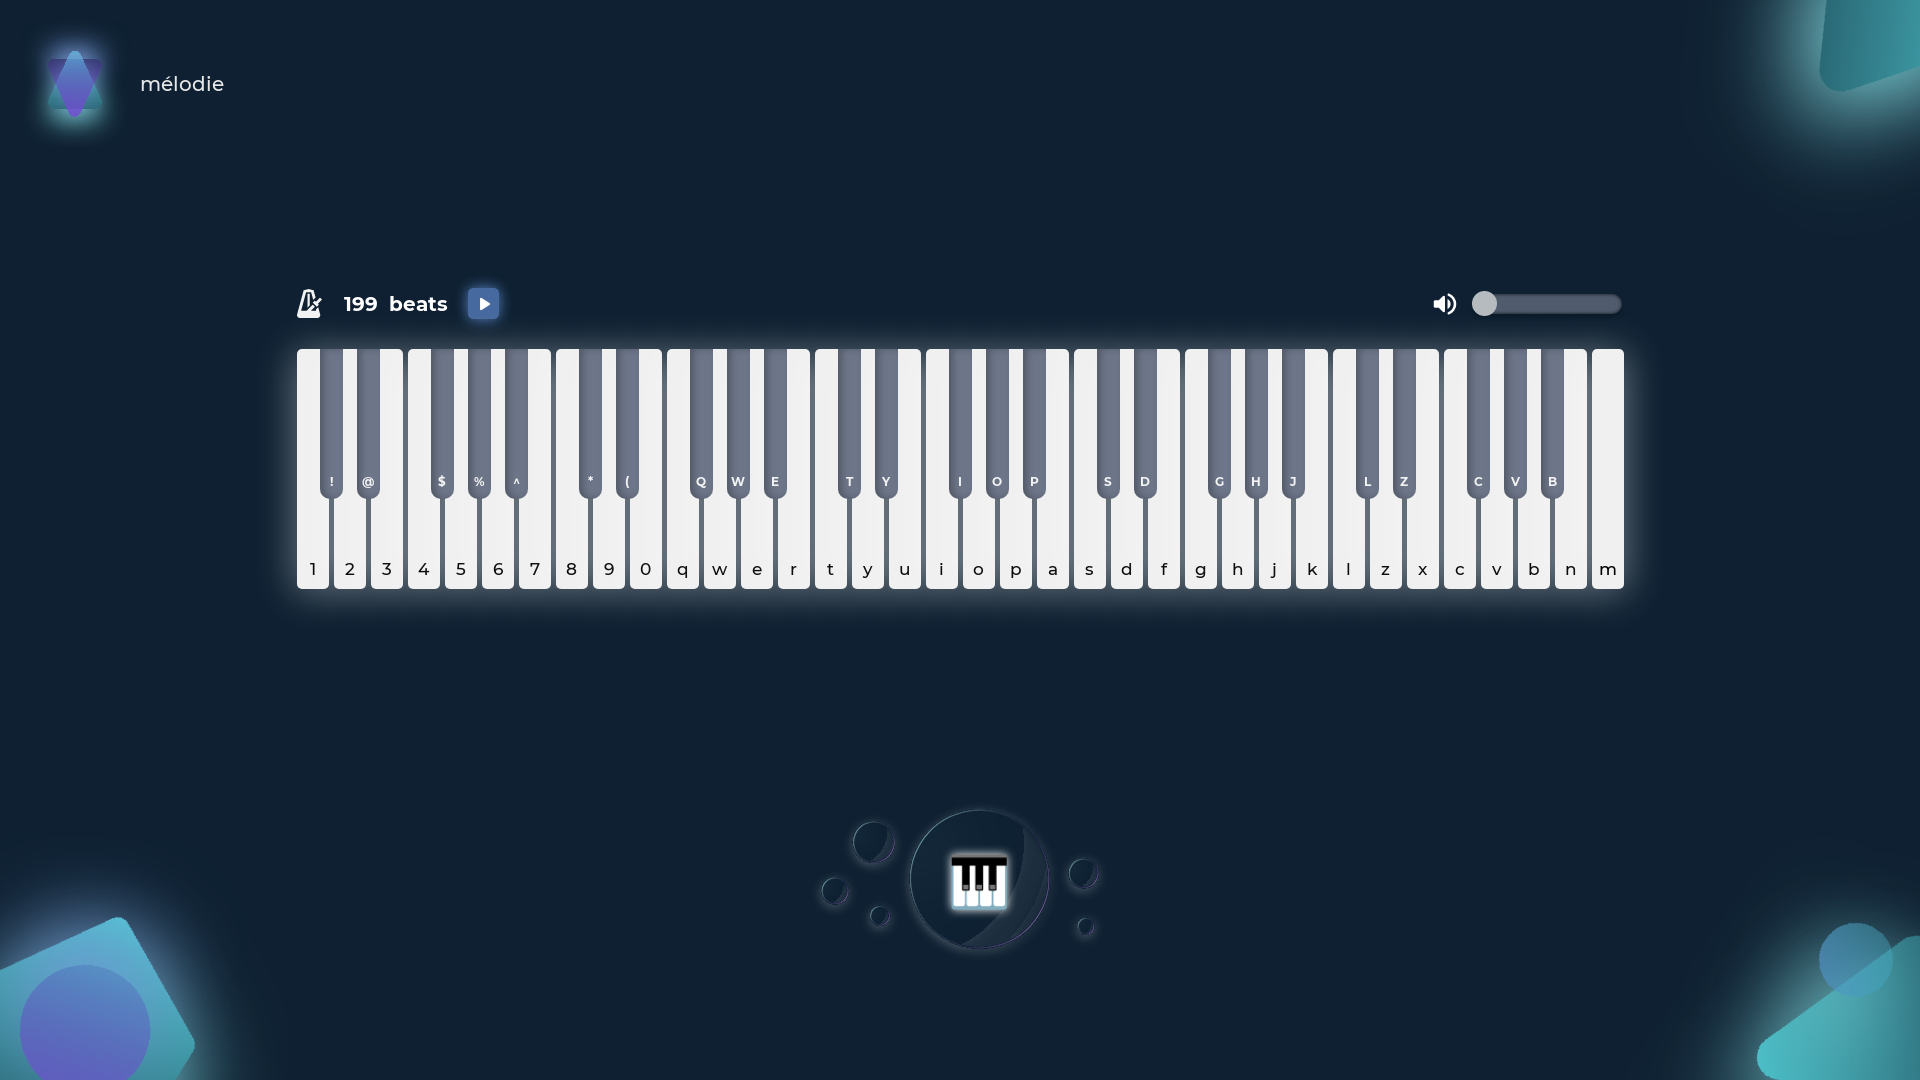 mélodie
199 beats
! @ $ % ^ * ( Q W E T Y I O P S D G H J L Z C V B
1 2 3 4 5 6 7 8 9 0 q w e r t y u i o p a s d f g h j k l z x c v b n m